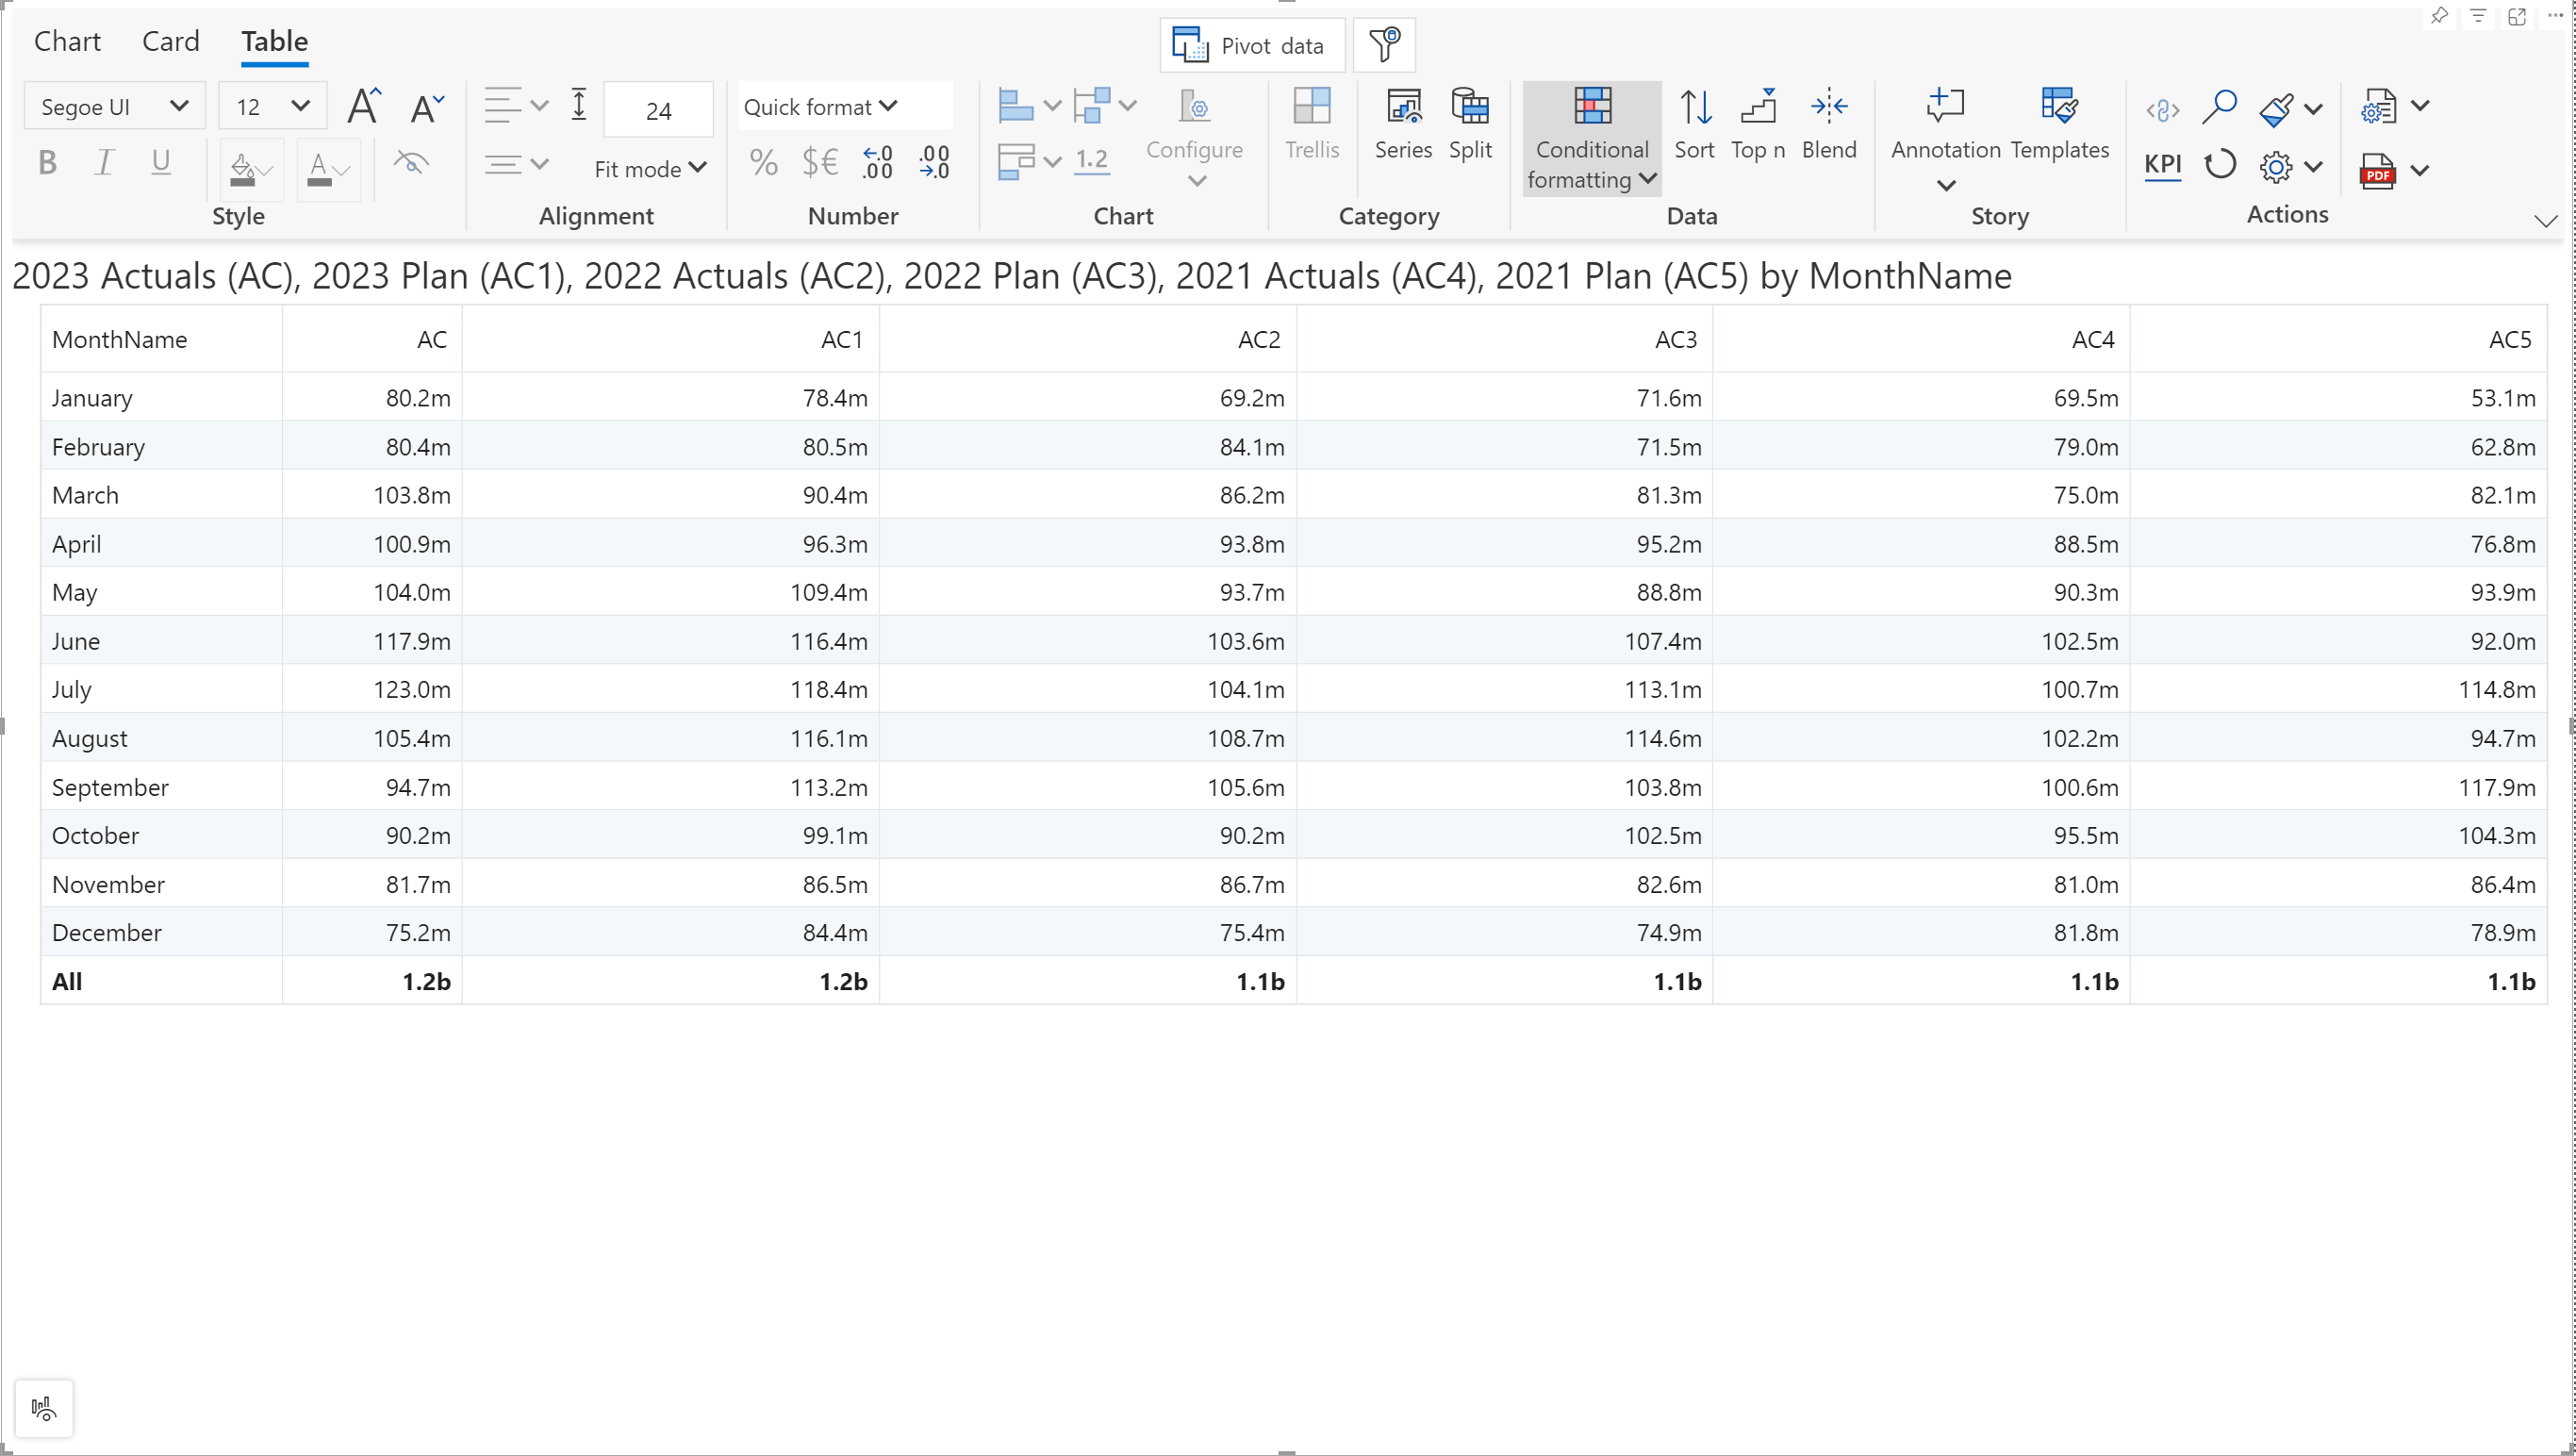 Chart Card Table
Pivot data
Segoe UI 12 A A 24 Quick format 1.2 Configure Trellis Series Split Conditional formatting Sort Top n Blend Annotation Templates
B I U A Fit mode % $€ .0 .00 .00 .0 KPI PDF
Style Alignment Number Chart Category Data Story Actions
2023 Actuals (AC), 2023 Plan (AC1), 2022 Actuals (AC2), 2022 Plan (AC3), 2021 Actuals (AC4), 2021 Plan (AC5) by MonthName
MonthName AC AC1 AC2 AC3 AC4 AC5
January 80.2m 78.4m 69.2m 71.6m 69.5m 53.1m
February 80.4m 80.5m 84.1m 71.5m 79.0m 62.8m
March 103.8m 90.4m 86.2m 81.3m 75.0m 82.1m
April 100.9m 96.3m 93.8m 95.2m 88.5m 76.8m
May 104.0m 109.4m 93.7m 88.8m 90.3m 93.9m
June 117.9m 116.4m 103.6m 107.4m 102.5m 92.0m
July 123.0m 118.4m 104.1m 113.1m 100.7m 114.8m
August 105.4m 116.1m 108.7m 114.6m 102.2m 94.7m
September 94.7m 113.2m 105.6m 103.8m 100.6m 117.9m
October 90.2m 99.1m 90.2m 102.5m 95.5m 104.3m
November 81.7m 86.5m 86.7m 82.6m 81.0m 86.4m
December 75.2m 84.4m 75.4m 74.9m 81.8m 78.9m
All 1.2b 1.2b 1.1b 1.1b 1.1b 1.1b